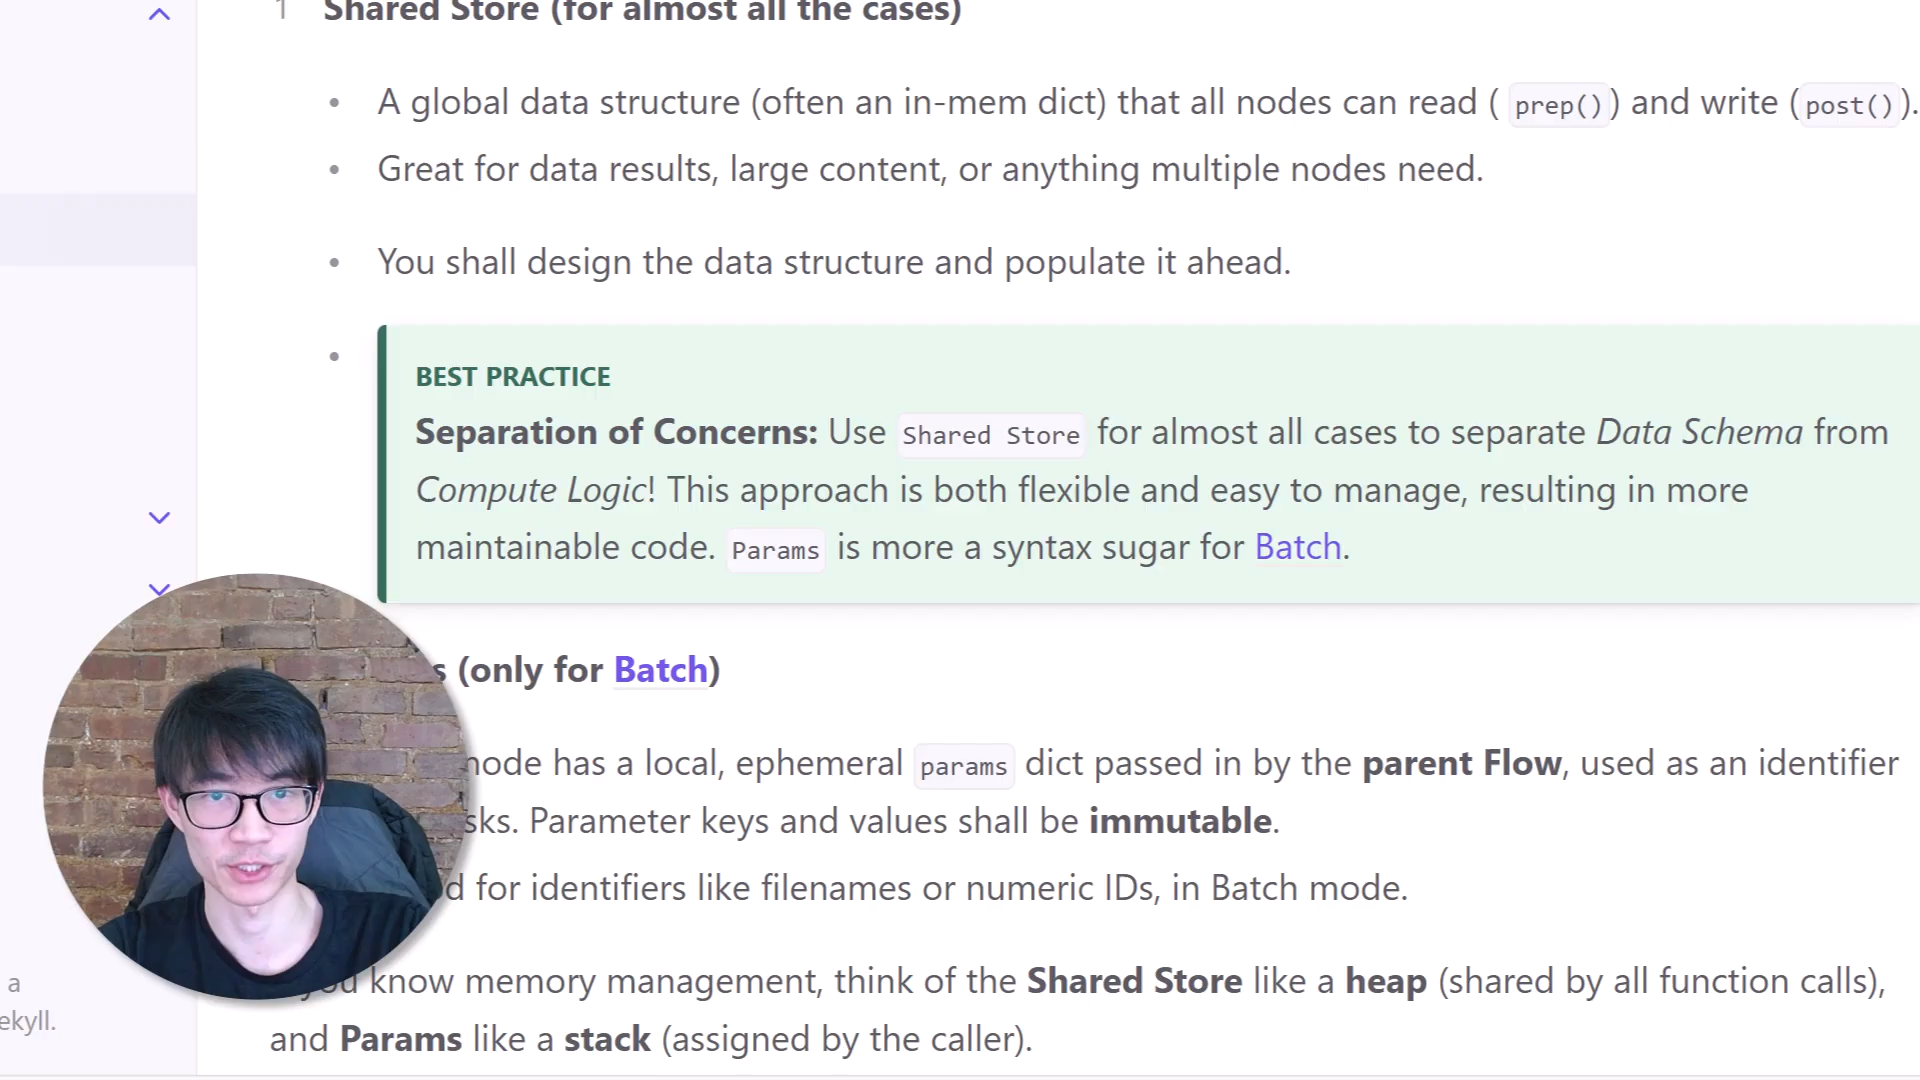 1 Shared Store (for almost all the cases)
• A global data structure (often an in-mem dict) that all nodes can read ( prep()) and write (post()).
• Great for data results, large content, or anything multiple nodes need.
• You shall design the data structure and populate it ahead.
• BEST PRACTICE
Separation of Concerns: Use Shared Store for almost all cases to separate Data Schema from
Compute Logic! This approach is both flexible and easy to manage, resulting in more
maintainable code. Params is more a syntax sugar for Batch.
(only for Batch)
has a local, ephemeral params dict passed in by the parent Flow, used as an identifier
Parameter keys and values shall be immutable.
for identifiers like filenames or numeric IDs, in Batch mode.
you know memory management, think of the Shared Store like a heap (shared by all function calls),
and Params like a stack (assigned by the caller).
a
ekyll.